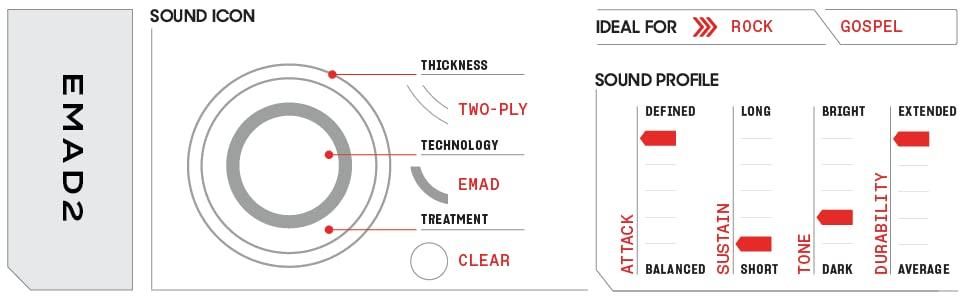 EMAD2
SOUND ICON
THICKNESS
TWO-PLY
TECHNOLOGY
EMAD
TREATMENT
CLEAR
IDEAL FOR ROCK GOSPEL
SOUND PROFILE
DEFINED LONG BRIGHT EXTENDED
ATTACK SUSTAIN TONE DURABILITY
BALANCED SHORT DARK AVERAGE